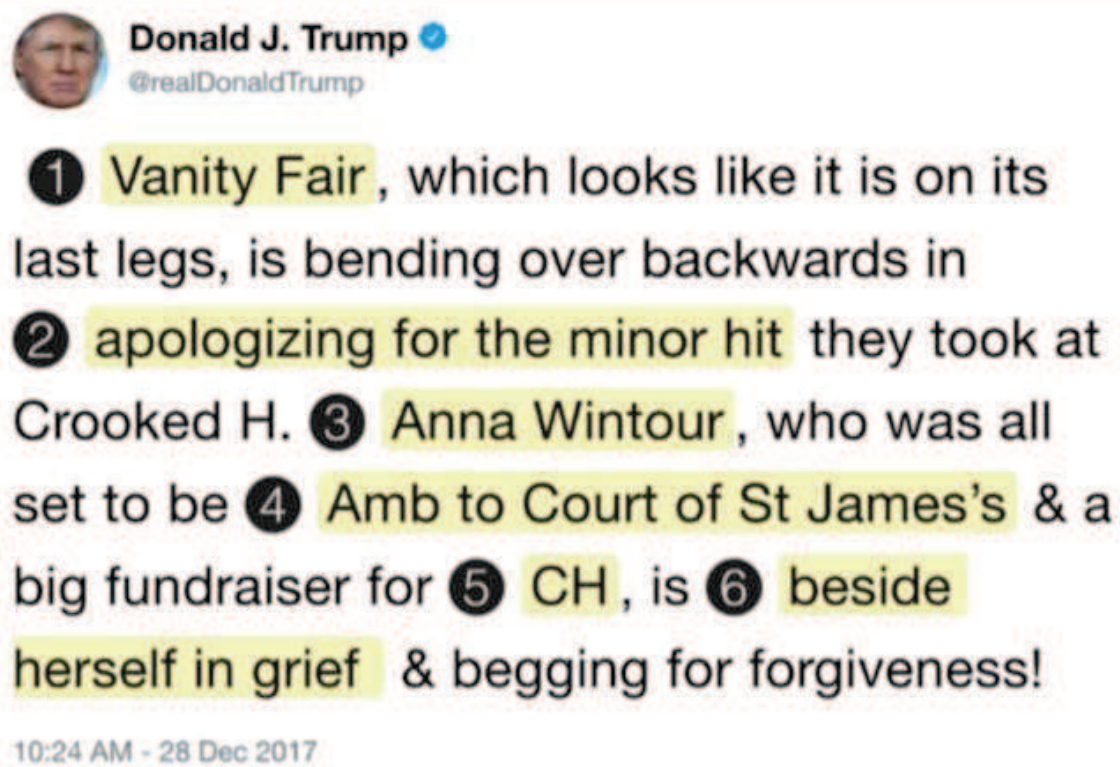 Donald J. Trump
@realDonaldTrump
1 Vanity Fair, which looks like it is on its
last legs, is bending over backwards in
2 apologizing for the minor hit they took at
Crooked H. 3 Anna Wintour, who was all
set to be 4 Amb to Court of St James’s & a
big fundraiser for 5 CH, is 6 beside
herself in grief & begging for forgiveness!
10:24 AM - 28 Dec 2017